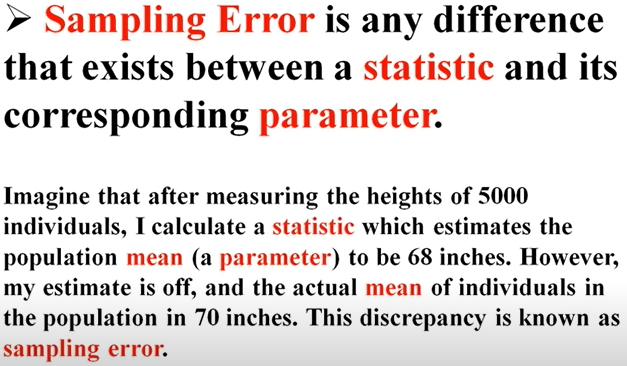 ➤ Sampling Error is any difference
that exists between a statistic and its
corresponding parameter.
Imagine that after measuring the heights of 5000
individuals, I calculate a statistic which estimates the
population mean (a parameter) to be 68 inches. However,
my estimate is off, and the actual mean of individuals in
the population in 70 inches. This discrepancy is known as
sampling error.